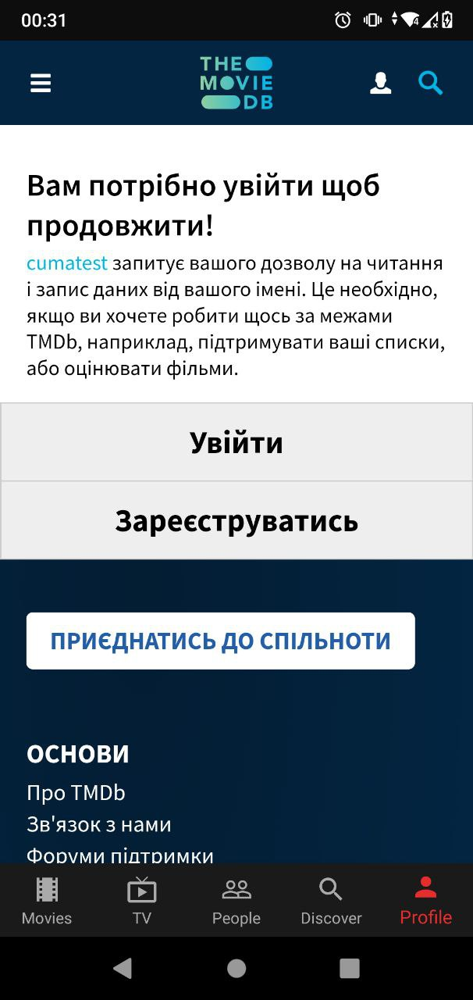 00:31
4
THE
MOVIE
DB
Вам потрібно увійти щоб
продовжити!
cumatest запитує вашого дозволу на читання
і запис даних від вашого імені. Це необхідно,
якщо ви хочете робити щось за межами
TMDb, наприклад, підтримувати ваші списки,
або оцінювати фільми.
Увійти
Зареєструватись
ПРИЄДНАТИСЬ ДО СПІЛЬНОТИ
ОСНОВИ
Про TMDb
Зв'язок з нами
Форуми підтримки
Movies TV People Discover Profile